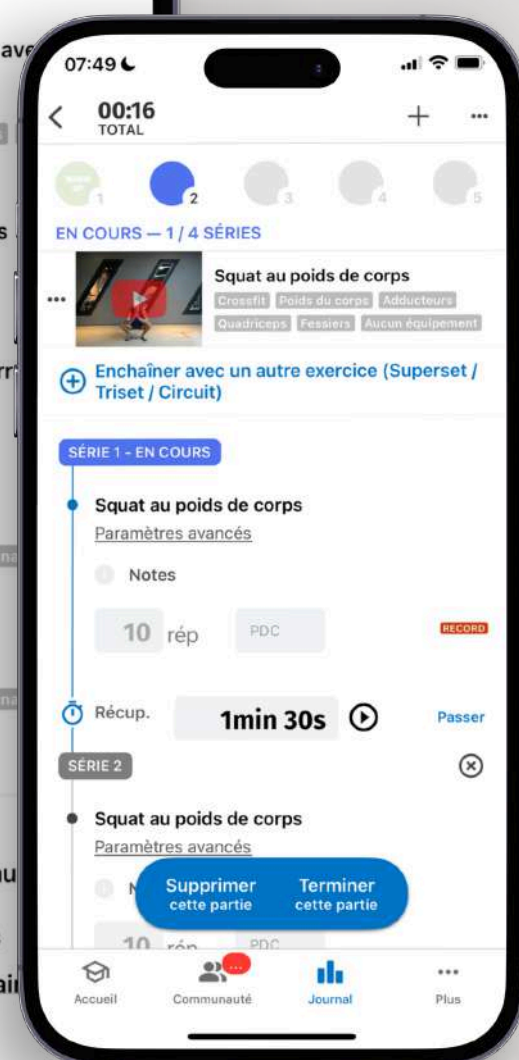 07:49
00:16
TOTAL
1
2
3
4
5
EN COURS — 1 / 4 SÉRIES
Squat au poids de corps
Crossfit Poids du corps Adducteurs
Quadriceps Fessiers Aucun équipement
Enchaîner avec un autre exercice (Superset /
Triset / Circuit)
SÉRIE 1 - EN COURS
Squat au poids de corps
Paramètres avancés
Notes
10 rép PDC RECORD
Récup. 1min 30s Passer
SÉRIE 2
Squat au poids de corps
Paramètres avancés
Supprimer Terminer
cette partie cette partie
10 rép PDC
Accueil Communauté Journal Plus